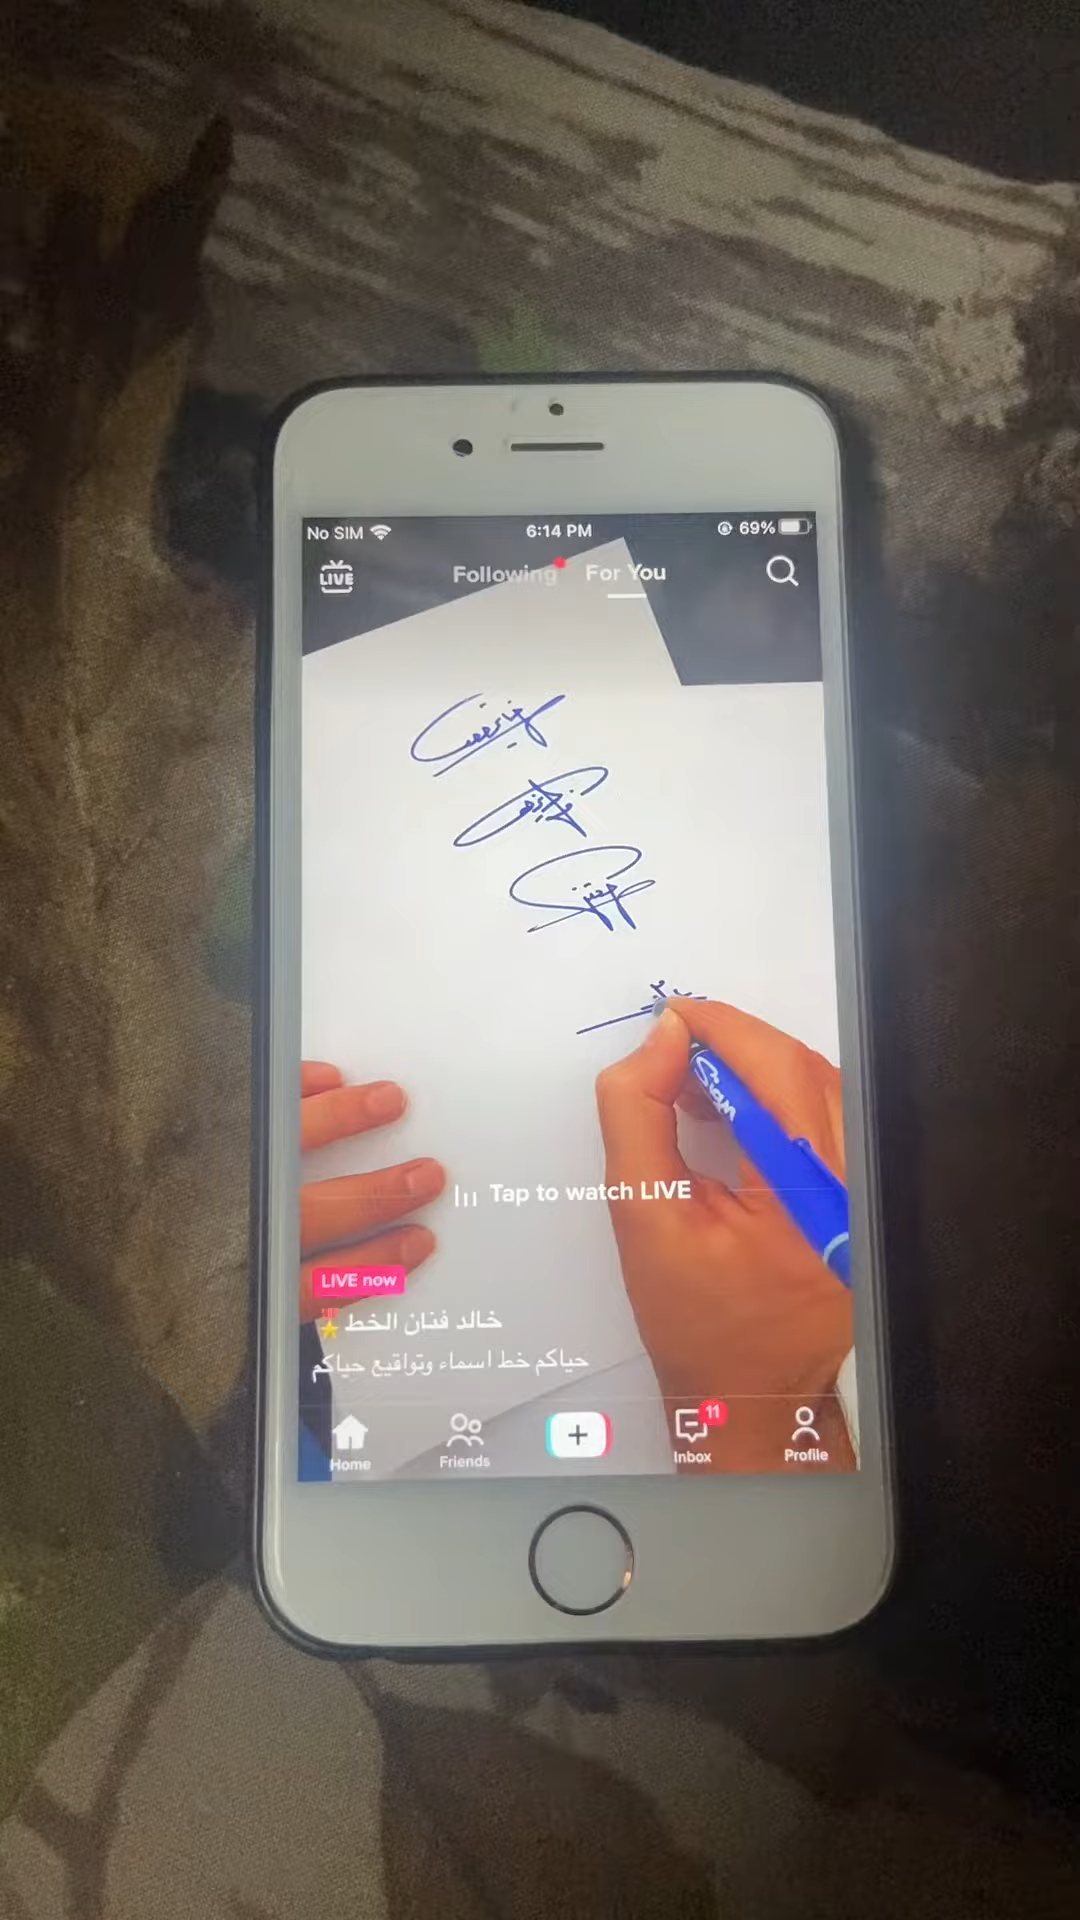 No SIM 6:14 PM 69%
LIVE Following For You
Sign
Tap to watch LIVE
LIVE now
خالد فنان الخط
حياكم خط اسماء وتواقيع حياكم
11
Home Friends Inbox Profile